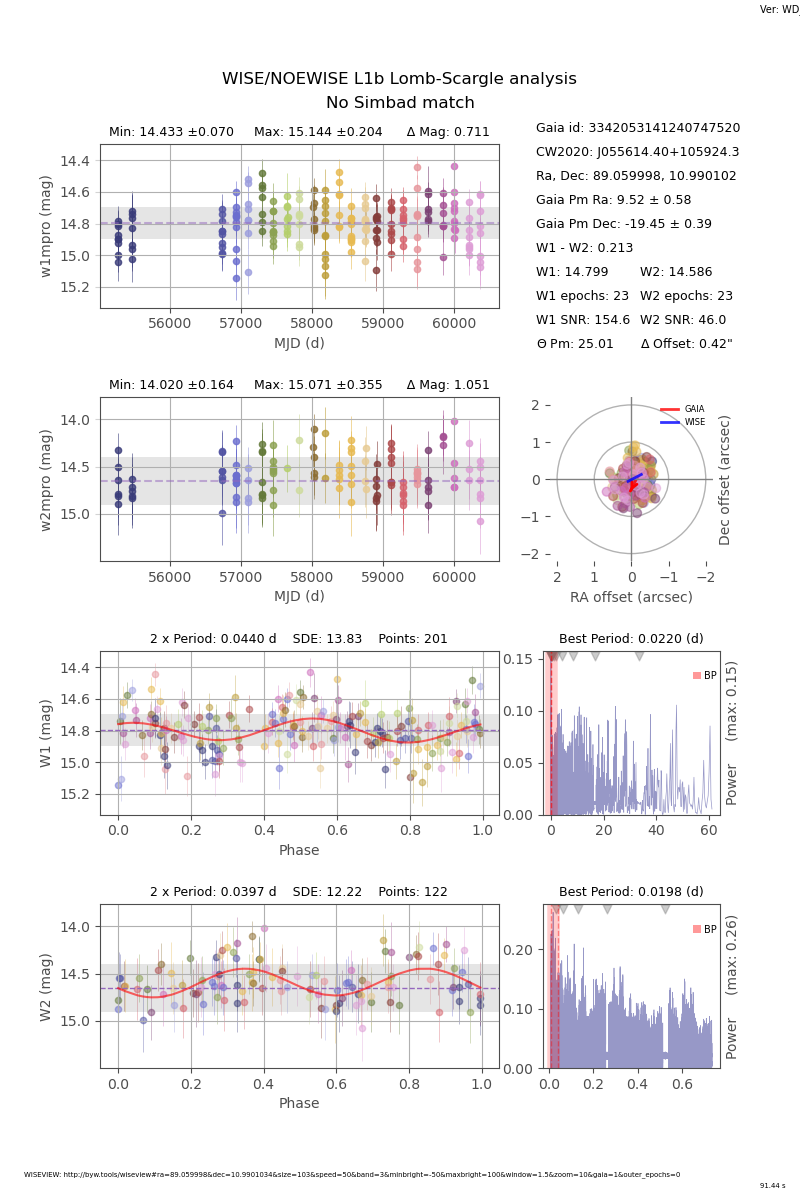 Ver: WD_
WISE/NOEWISE L1b Lomb-Scargle analysis
No Simbad match
Min: 14.433 ±0.070 Max: 15.144 ±0.204 Δ Mag: 0.711
14.4
14.6
14.8
15.0
15.2
w1mpro (mag)
56000 57000 58000 59000 60000
MJD (d)
Gaia id: 3342053141240747520
CW2020: J055614.40+105924.3
Ra, Dec: 89.059998, 10.990102
Gaia Pm Ra: 9.52 ± 0.58
Gaia Pm Dec: -19.45 ± 0.39
W1 - W2: 0.213
W1: 14.799 W2: 14.586
W1 epochs: 23 W2 epochs: 23
W1 SNR: 154.6 W2 SNR: 46.0
Θ Pm: 25.01 Δ Offset: 0.42"
Min: 14.020 ±0.164 Max: 15.071 ±0.355 Δ Mag: 1.051
14.0
14.5
15.0
w2mpro (mag)
56000 57000 58000 59000 60000
MJD (d)
GAIA
WISE
2
1
0
−1
−2
Dec offset (arcsec)
2 1 0 −1 −2
RA offset (arcsec)
2 x Period: 0.0440 d SDE: 13.83 Points: 201
14.4
14.6
14.8
15.0
15.2
W1 (mag)
0.0 0.2 0.4 0.6 0.8 1.0
Phase
Best Period: 0.0220 (d)
BP
0.15
0.10
0.05
0.00
Power (max: 0.15)
0 20 40 60
2 x Period: 0.0397 d SDE: 12.22 Points: 122
14.0
14.5
15.0
W2 (mag)
0.0 0.2 0.4 0.6 0.8 1.0
Phase
Best Period: 0.0198 (d)
BP
0.20
0.10
0.00
Power (max: 0.26)
0.0 0.2 0.4 0.6
WISEVIEW: http://byw.tools/wiseview#ra=89.059998&dec=10.9901034&size=103&speed=50&band=3&minbright=-50&maxbright=100&window=1.5&zoom=10&gaia=1&outer_epochs=0
91.44 s